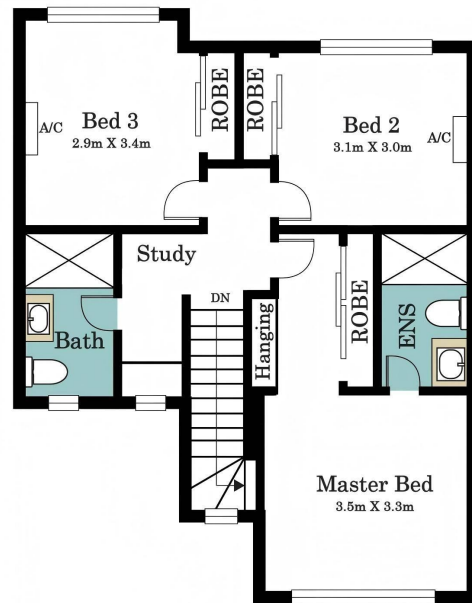 Bed 3
2.9m X 3.4m
A/C
ROBE
ROBE
Bed 2
3.1m X 3.0m
A/C
Study
DN
Bath
Hanging
ROBE
ENS
Master Bed
3.5m X 3.3m